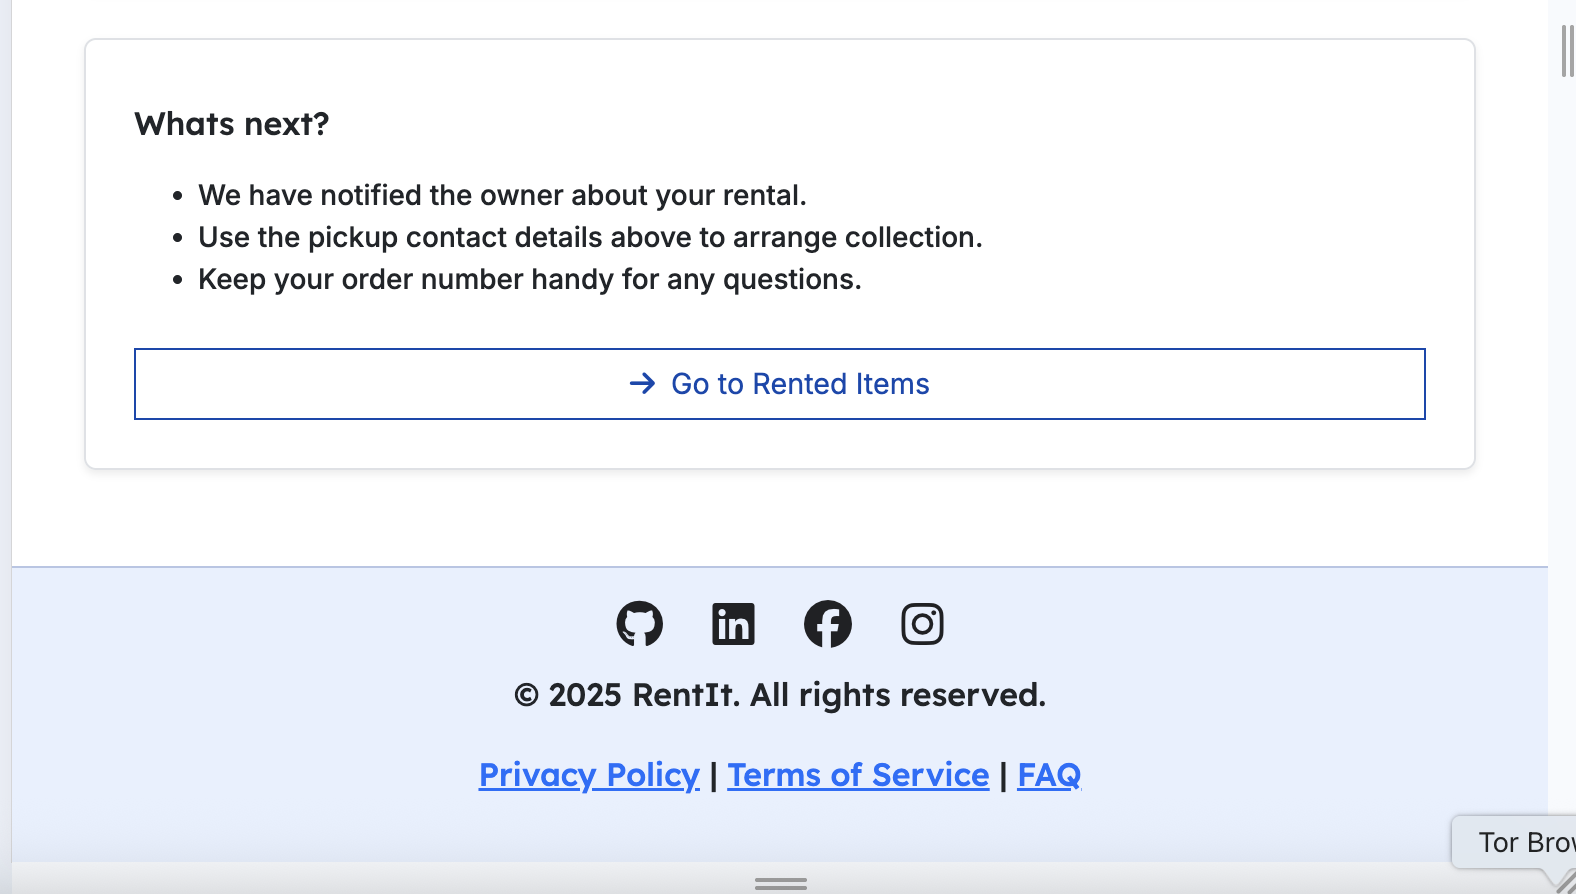 Whats next?
• We have notified the owner about your rental.
• Use the pickup contact details above to arrange collection.
• Keep your order number handy for any questions.
→ Go to Rented Items
© 2025 RentIt. All rights reserved.
Privacy Policy | Terms of Service | FAQ
Tor Brow